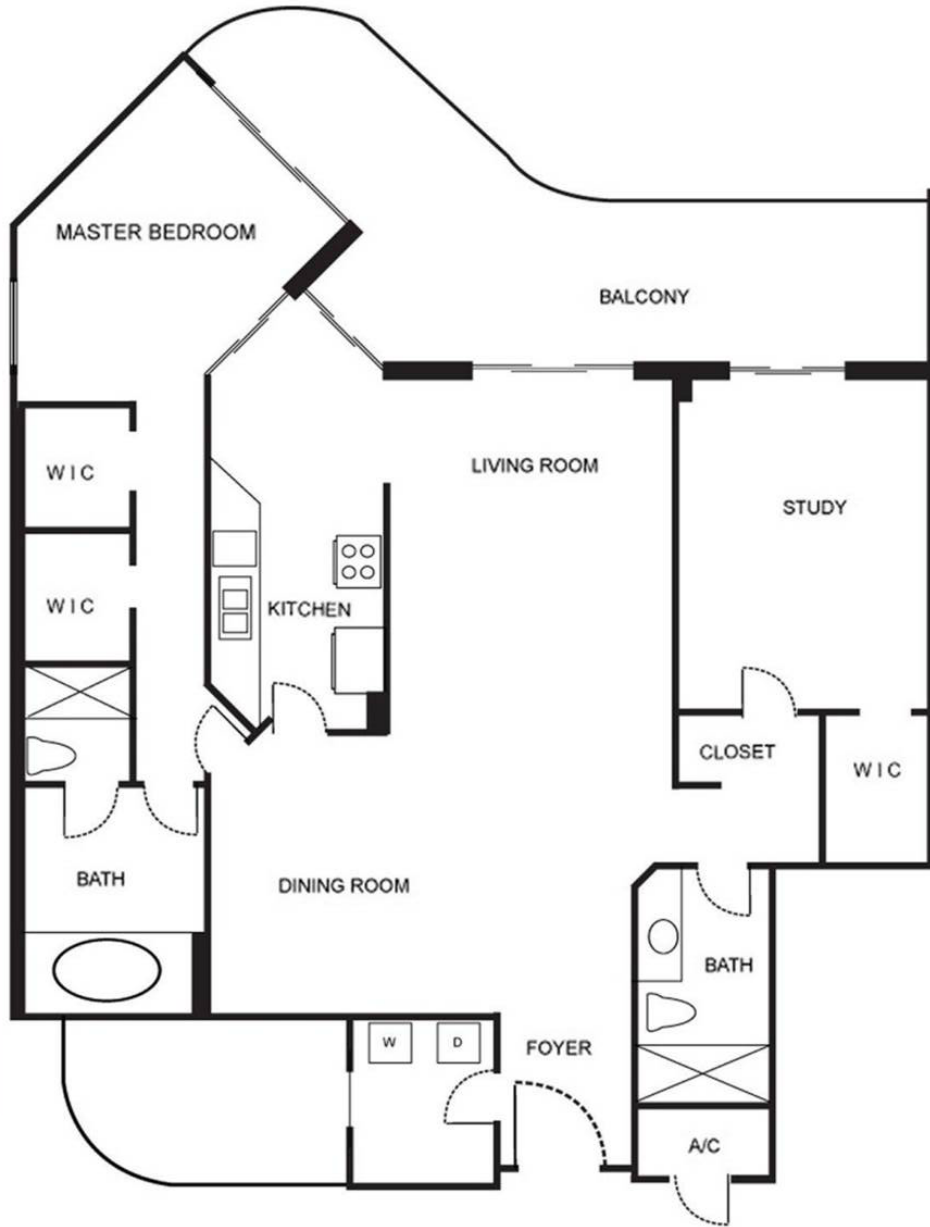 MASTER BEDROOM
BALCONY
W I C
LIVING ROOM
STUDY
W I C
KITCHEN
CLOSET
W I C
BATH
DINING ROOM
BATH
W
D
FOYER
A/C